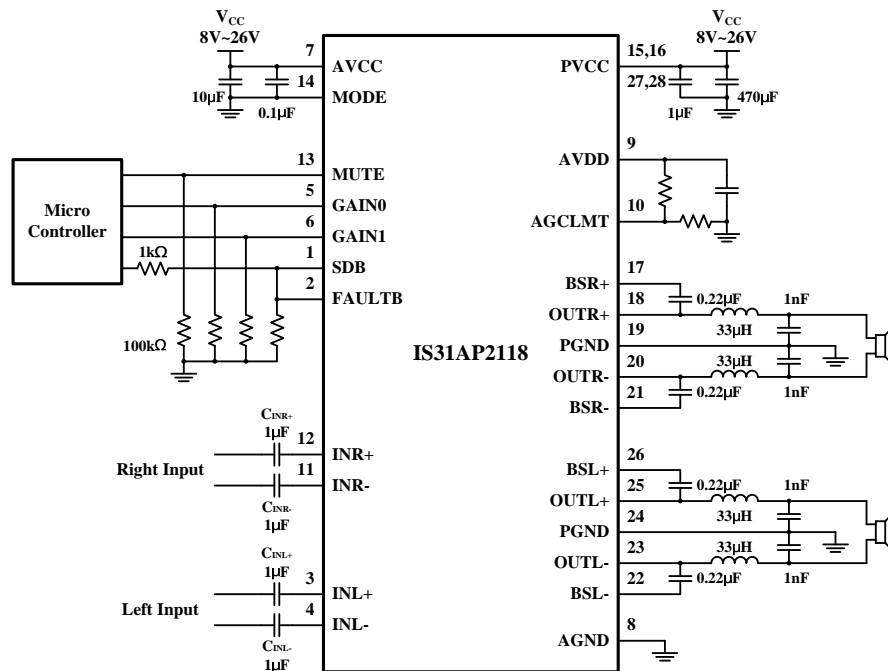 VCC
8V~26V
7
AVCC
14
MODE
10μF
0.1μF
13
MUTE
5
GAIN0
6
GAIN1
1
SDB
2
FAULTB
Micro
Controller
1kΩ
100kΩ
CINR+
1μF
12
INR+
Right Input
11
INR-
CINR-
1μF
CINL+
1μF
3
INL+
Left Input
4
INL-
CINL-
1μF
IS31AP2118
VCC
8V~26V
15,16
PVCC
27,28
1μF
470μF
9
AVDD
10
AGCLMT
17
BSR+
0.22μF
1nF
18
OUTR+
33μH
19
PGND
33μH
20
OUTR-
0.22μF
1nF
21
BSR-
26
BSL+
0.22μF
1nF
25
OUTL+
33μH
24
PGND
33μH
23
OUTL-
0.22μF
1nF
22
BSL-
8
AGND